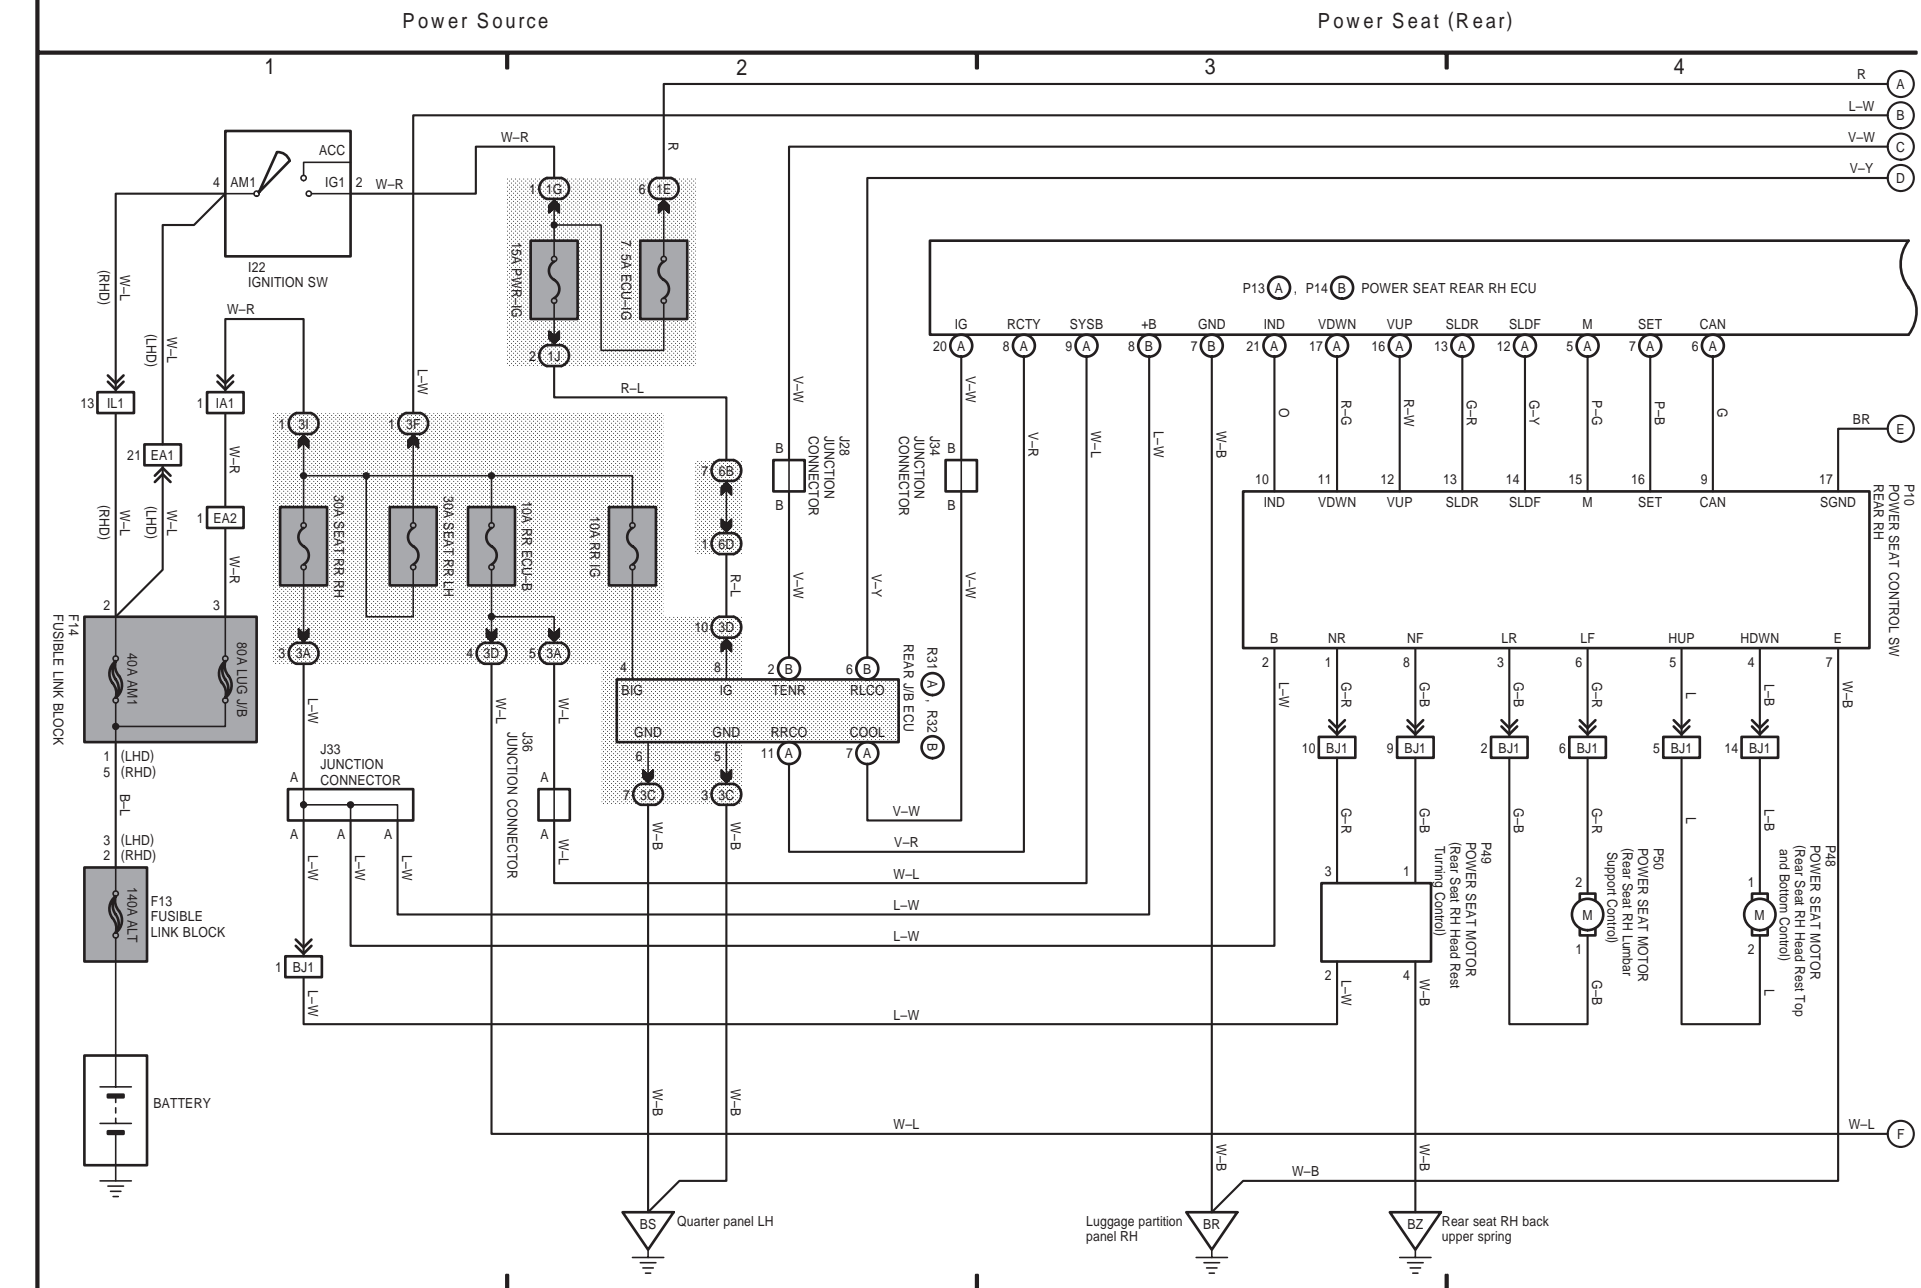 Power Source
Power Seat (Rear)
1
2
3
4
R
A
L–W
B
V–W
C
V–Y
D
W–R
R
ACC
4
AM1
IG1
2
W–R
1
1G
6
1E
I22
IGNITION SW
15A PWR–IG
7. 5A ECU–IG
2
1J
R–L
W–L
(RHD)
W–L
(LHD)
W–R
L–W
13
IL1
1
IA1
21
EA1
1
EA2
W–L
(RHD)
W–L
(LHD)
W–R
W–R
1
3I
1
3F
30A SEAT RR RH
30A SEAT RR LH
10A RR ECU–B
10A RR IG
7
6B
1
6D
R–L
10
3D
3
3A
4
3D
5
3A
P13
A
, P14
B
POWER SEAT REAR RH ECU
IG
RCTY
SYSB
+B
GND
IND
VDWN
VUP
SLDR
SLDF
M
SET
CAN
20
A
8
A
9
A
8
B
7
B
21
A
17
A
16
A
13
A
12
A
5
A
7
A
6
A
V–W
V–W
O
R–G
R–W
G–R
G–Y
P–G
P–B
G
BR
E
B
B
J28
JUNCTION
CONNECTOR
B
B
J34
JUNCTION
CONNECTOR
V–R
W–L
L–W
W–B
V–W
V–Y
V–W
10
11
12
13
14
15
16
9
17
IND
VDWN
VUP
SLDR
SLDF
M
SET
CAN
SGND
P10
POWER SEAT CONTROL SW
REAR RH
B
NR
NF
LR
LF
HUP
HDWN
E
2
1
8
3
6
5
4
7
2
3
F14
FUSIBLE LINK BLOCK
40A AM1
80A LUG J/B
1
(LHD)
5
(RHD)
B–L
3
(LHD)
2
(RHD)
140A ALT
F13
FUSIBLE
LINK BLOCK
BATTERY
4
8
2
B
6
B
BIG
IG
TENR
RLCO
GND
GND
RRCO
COOL
R31
A
, R32
B
REAR J/B ECU
6
5
11
A
7
A
7
3C
3
3C
L–W
W–L
W–L
J33
JUNCTION
CONNECTOR
A
A
A
A
J36
JUNCTION CONNECTOR
A
A
L–W
L–W
L–W
W–L
W–B
W–B
V–W
V–R
W–L
L–W
L–W
1
BJ1
L–W
L–W
L–W
G–R
G–B
G–B
G–R
L
L–B
W–B
10
BJ1
9
BJ1
2
BJ1
6
BJ1
5
BJ1
14
BJ1
G–R
G–B
G–B
G–R
L
L–B
3
1
P49
POWER SEAT MOTOR
(Rear Seat RH Head Rest
Turning Control)
2
4
L–W
W–B
2
M
1
P50
POWER SEAT MOTOR
(Rear Seat RH Lumbar
Support Control)
G–B
1
M
2
P48
POWER SEAT MOTOR
(Rear Seat RH Head Rest Top
and Bottom Control)
L
W–B
W–B
W–L
W–L
F
W–B
W–B
W–B
BS
Quarter panel LH
Luggage partition
panel RH
BR
BZ
Rear seat RH back
upper spring